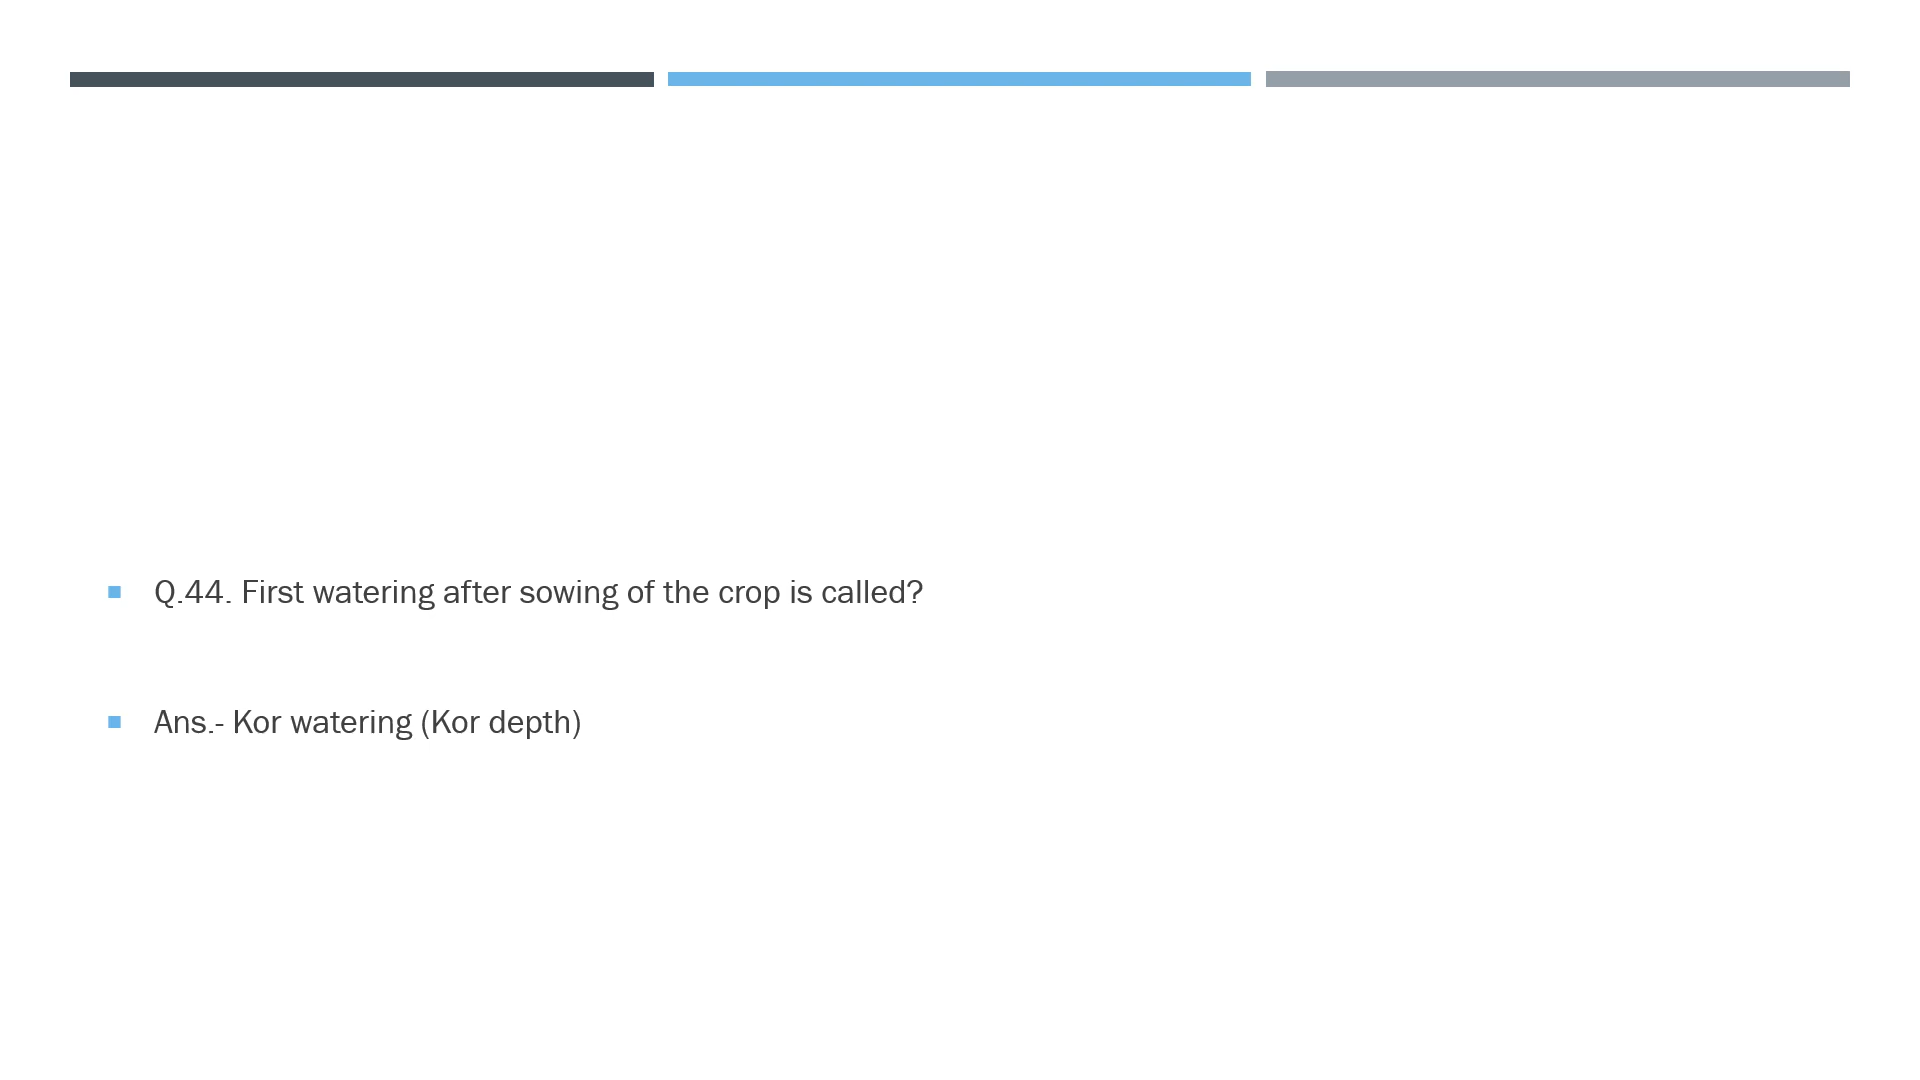 Q.44. First watering after sowing of the crop is called?
Ans.- Kor watering (Kor depth)